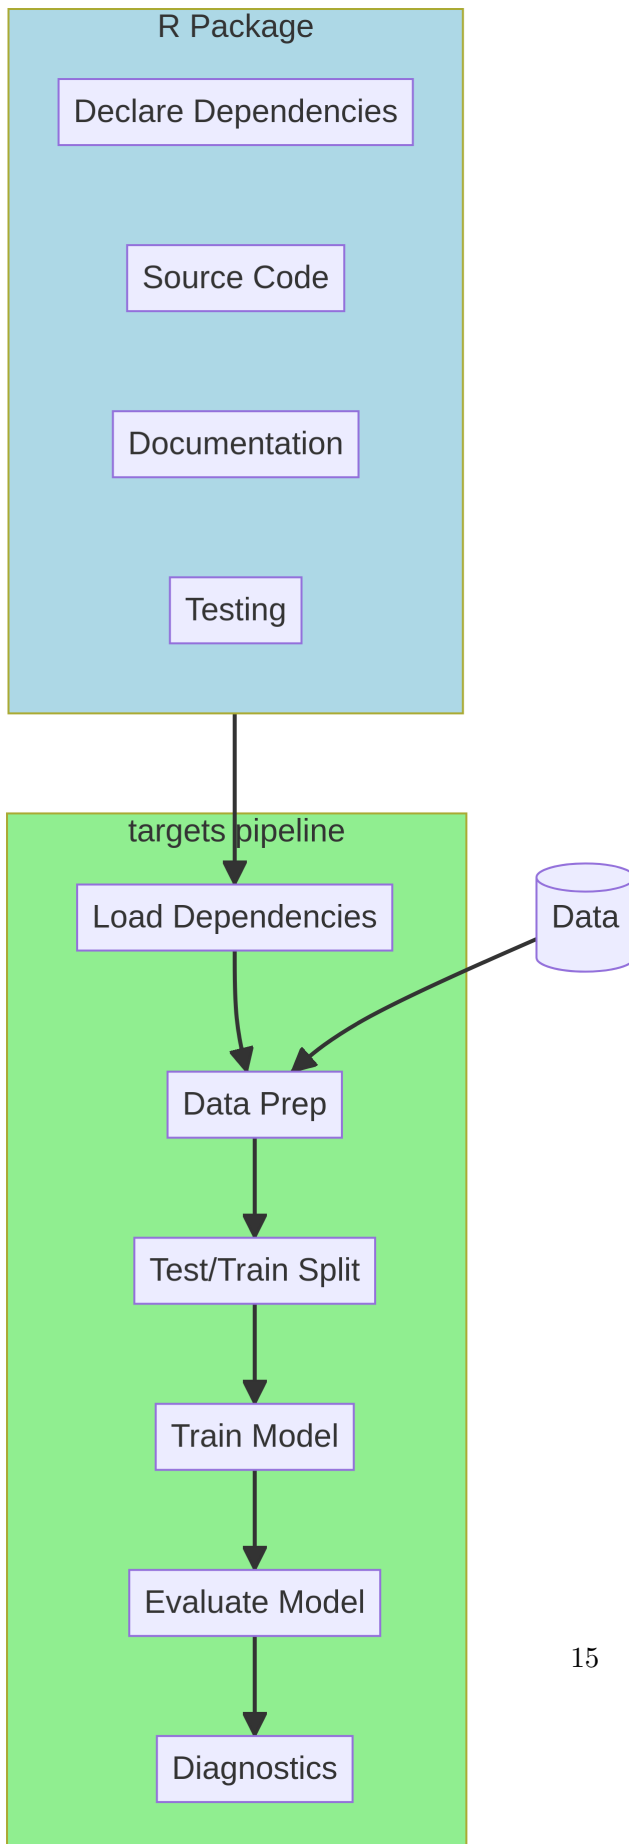 R Package
Declare Dependencies
Source Code
Documentation
Testing
targets pipeline
Load Dependencies
Data
Data Prep
Test/Train Split
Train Model
Evaluate Model
15
Diagnostics